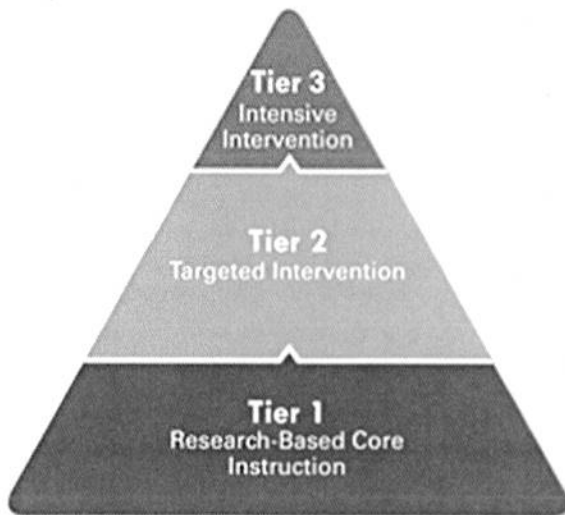 Tier 3
Intensive
Intervention
Tier 2
Targeted Intervention
Tier 1
Research-Based Core
Instruction